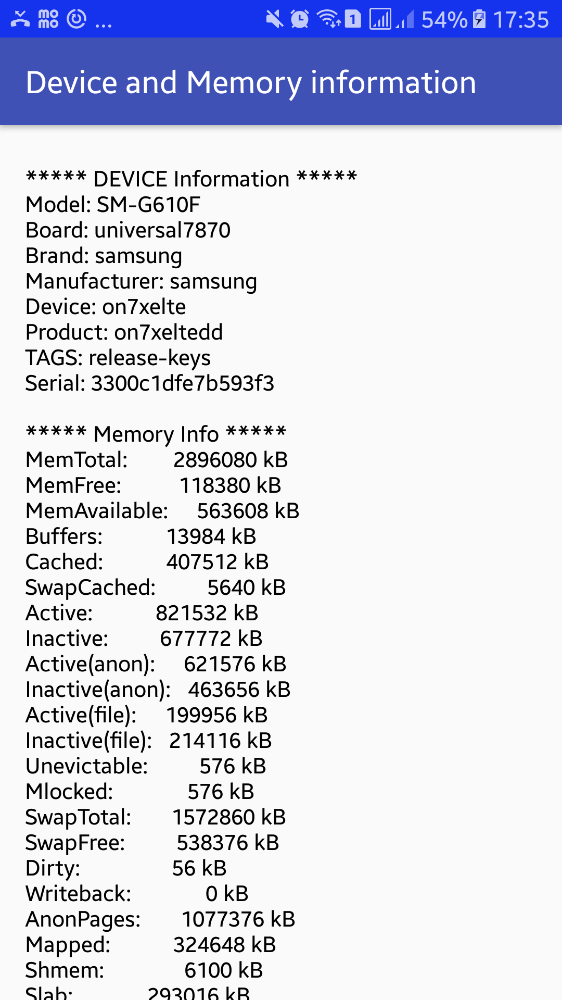 MO
MO
... 1 54% 17:35
Device and Memory information
***** DEVICE Information *****
Model: SM-G610F
Board: universal7870
Brand: samsung
Manufacturer: samsung
Device: on7xelte
Product: on7xeltedd
TAGS: release-keys
Serial: 3300c1dfe7b593f3
***** Memory Info *****
MemTotal: 2896080 kB
MemFree: 118380 kB
MemAvailable: 563608 kB
Buffers: 13984 kB
Cached: 407512 kB
SwapCached: 5640 kB
Active: 821532 kB
Inactive: 677772 kB
Active(anon): 621576 kB
Inactive(anon): 463656 kB
Active(file): 199956 kB
Inactive(file): 214116 kB
Unevictable: 576 kB
Mlocked: 576 kB
SwapTotal: 1572860 kB
SwapFree: 538376 kB
Dirty: 56 kB
Writeback: 0 kB
AnonPages: 1077376 kB
Mapped: 324648 kB
Shmem: 6100 kB
Slab: 293016 kB